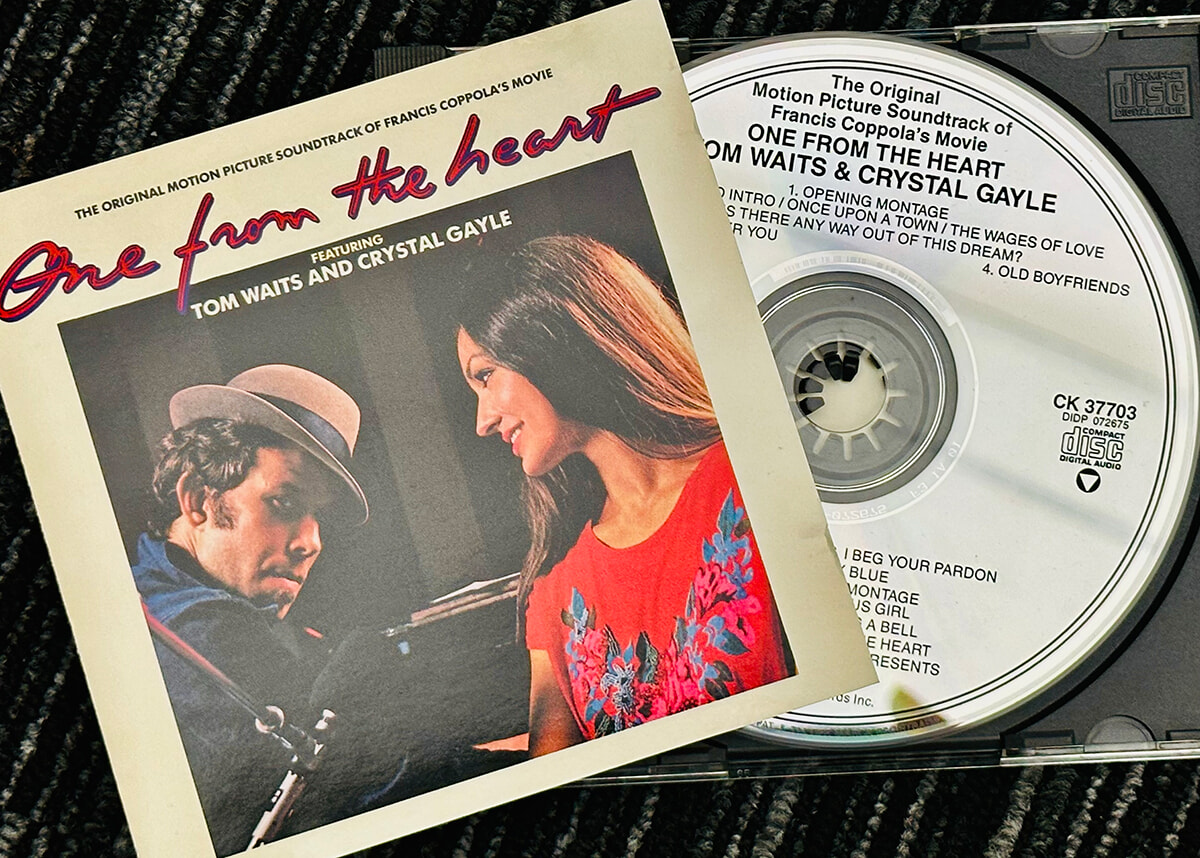 THE ORIGINAL MOTION PICTURE SOUNDTRACK OF FRANCIS COPPOLA'S MOVIE
One from the heart
FEATURING
TOM WAITS AND CRYSTAL GAYLE
The Original
Motion Picture Soundtrack of
Francis Coppola's Movie
ONE FROM THE HEART
OM WAITS & CRYSTAL GAYLE
1. OPENING MONTAGE
O INTRO / ONCE UPON A TOWN / THE WAGES OF LOVE
S THERE ANY WAY OUT OF THIS DREAM?
ER YOU
4. OLD BOYFRIENDS
CK 37703
DIDP 072675
COMPACT
disc
DIGITAL AUDIO
I BEG YOUR PARDON
BLUE
MONTAGE
US GIRL
S A BELL
E HEART
RESENTS
rds Inc.
COMPACT
disc
DIGITAL AUDIO